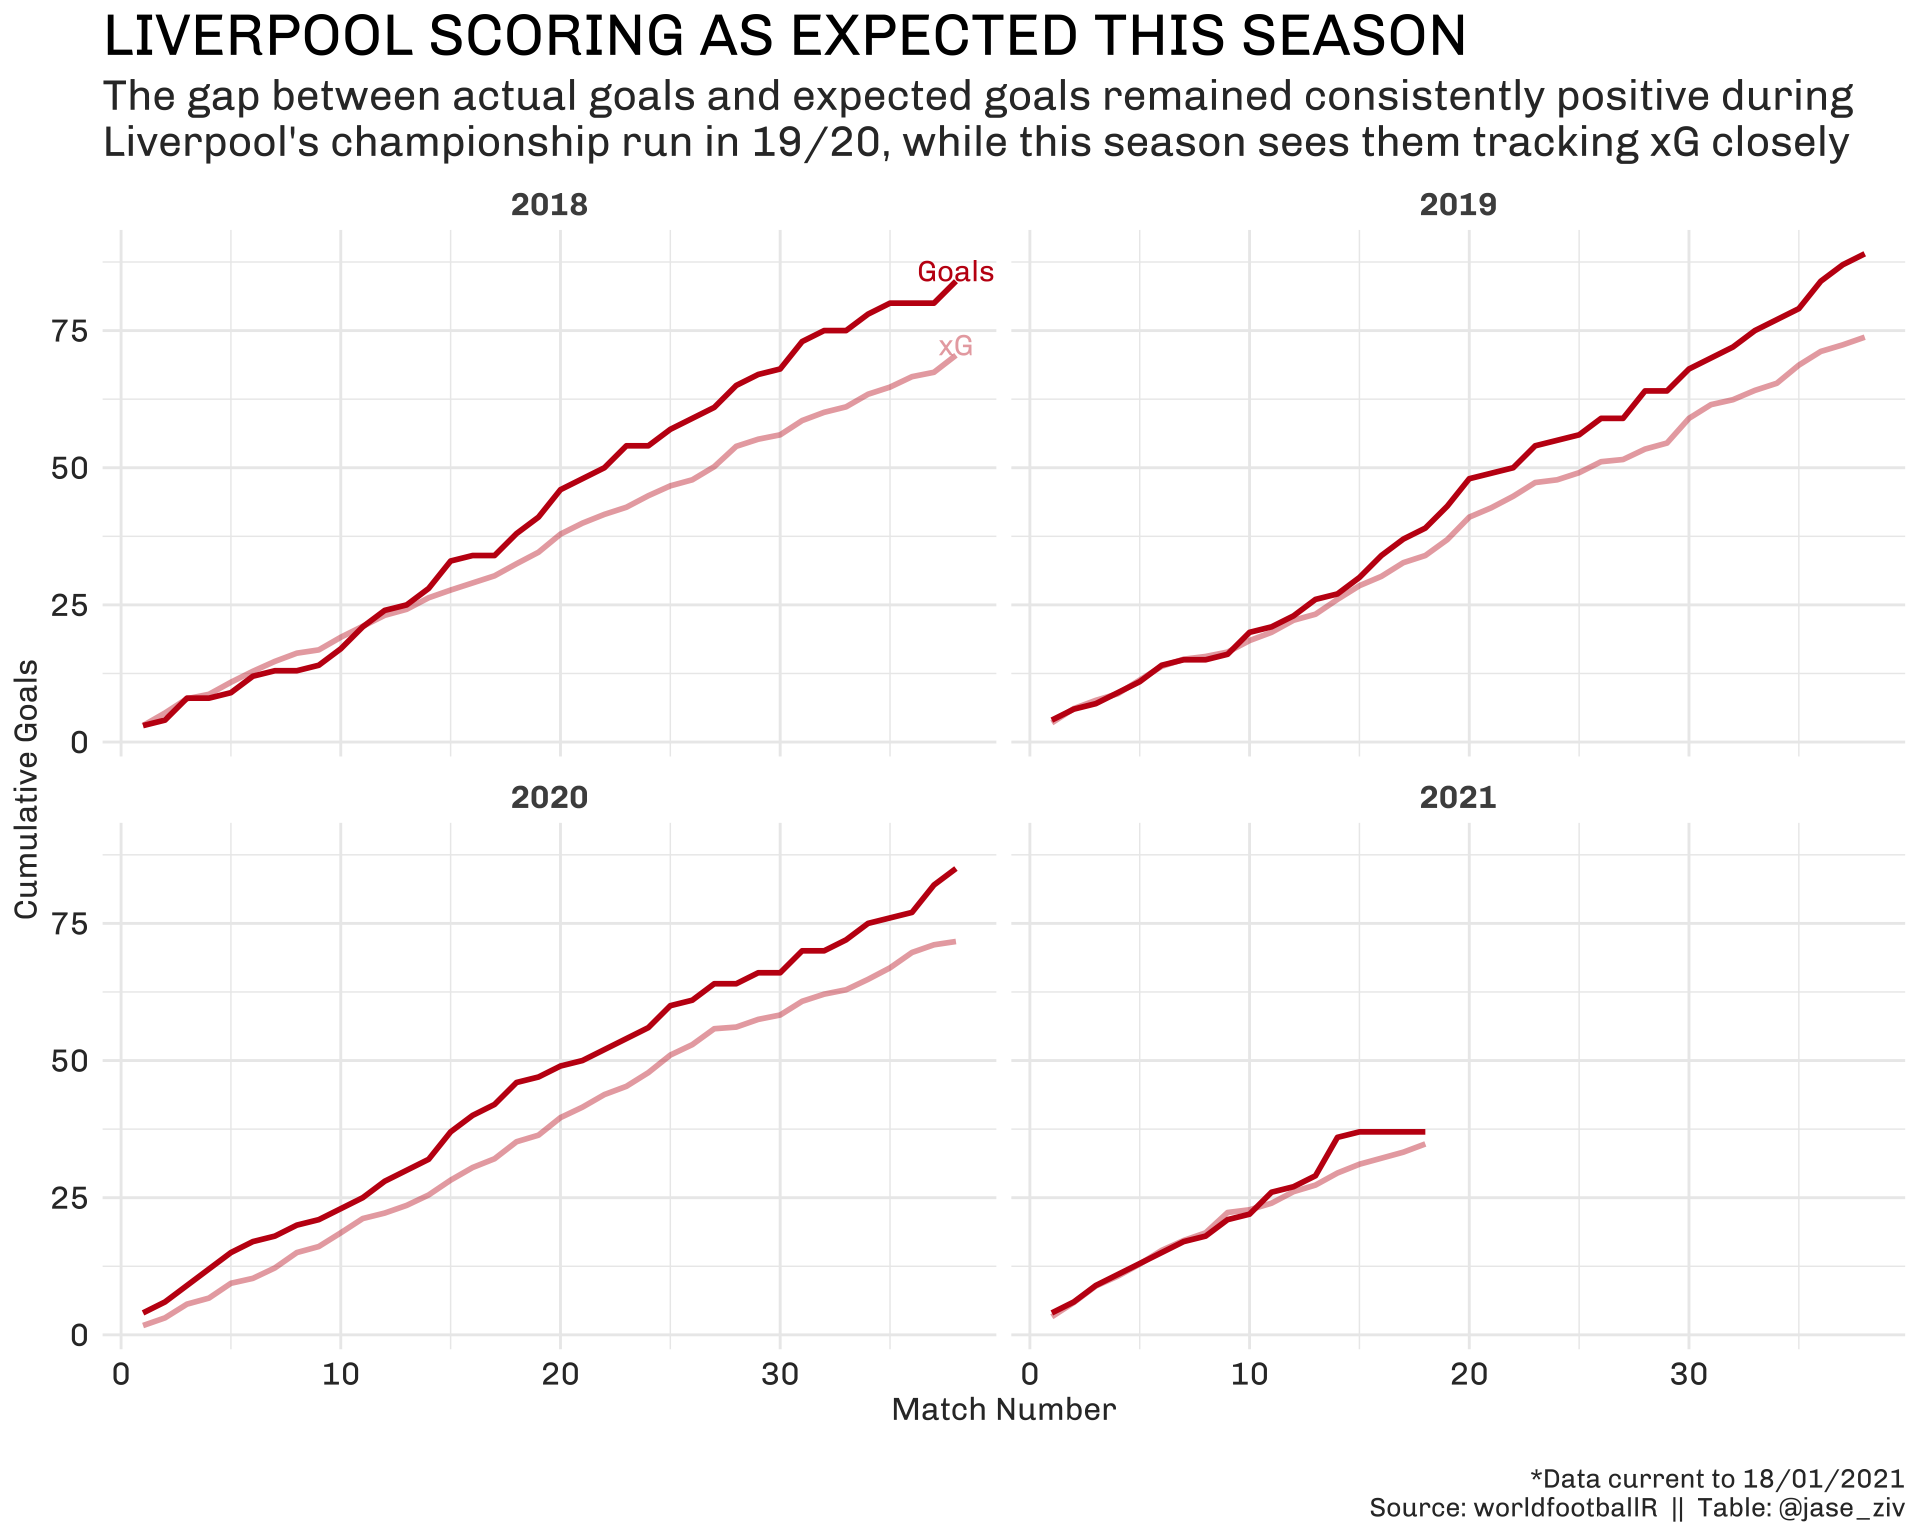 LIVERPOOL SCORING AS EXPECTED THIS SEASON
The gap between actual goals and expected goals remained consistently positive during
Liverpool's championship run in 19/20, while this season sees them tracking xG closely
2018
2019
Goals
xG
75
50
25
0
2020
2021
75
50
25
0
Cumulative Goals
0 10 20 30
0 10 20 30
Match Number
*Data current to 18/01/2021
Source: worldfootballR || Table: @jase_ziv